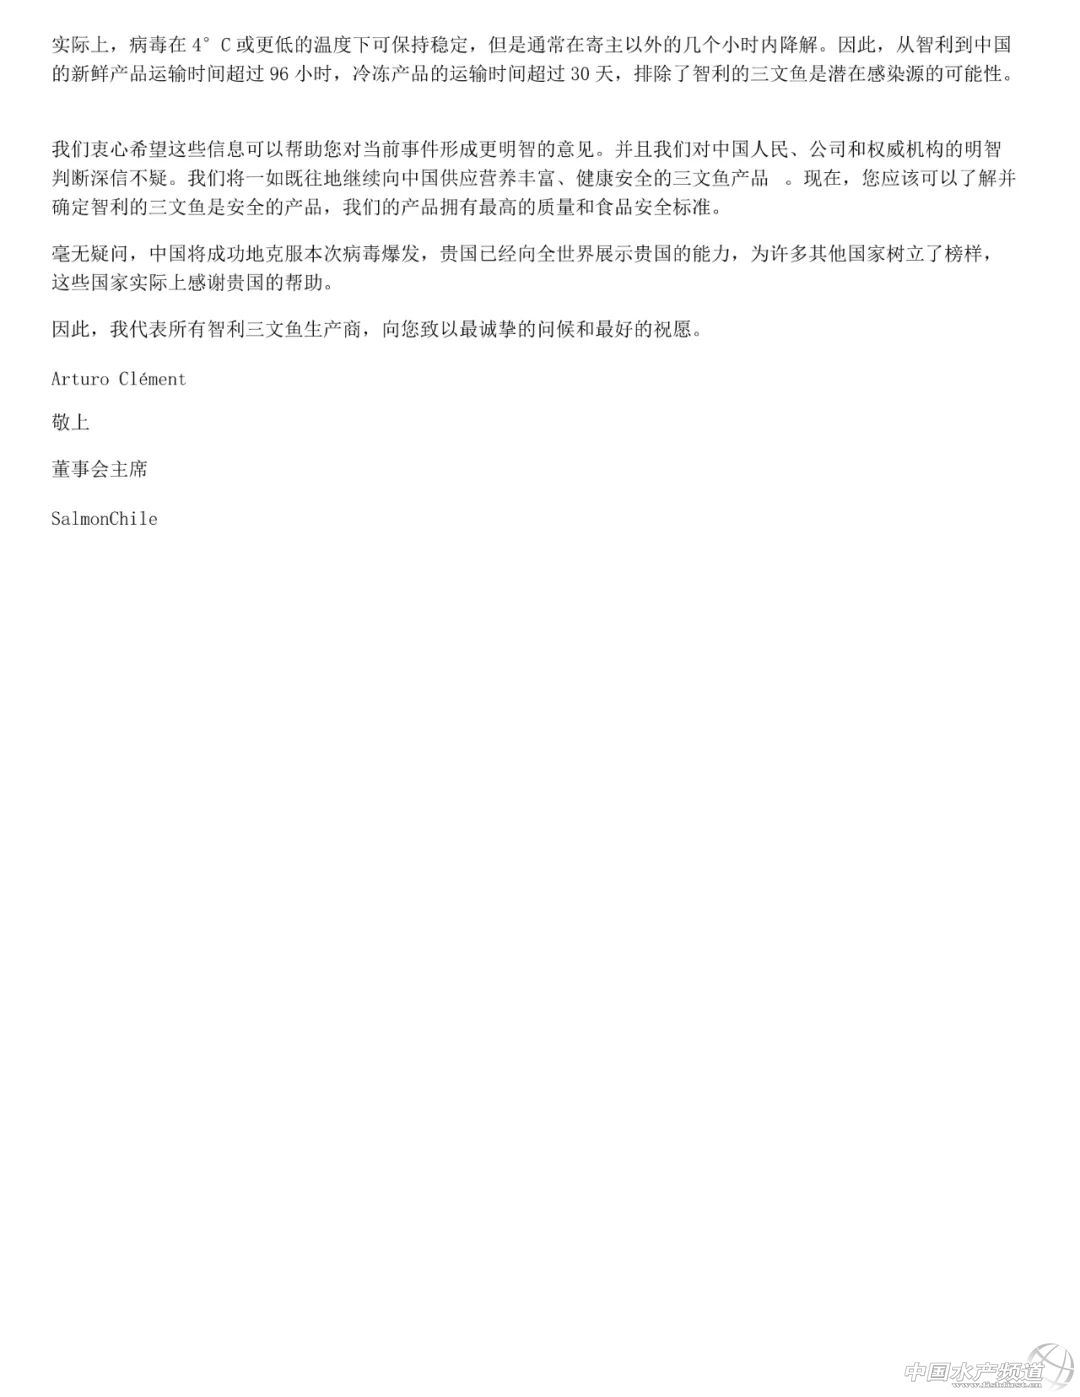 实际上，病毒在 4°C 或更低的温度下可保持稳定，但是通常在寄主以外的几个小时内降解。因此，从智利到中国
的新鲜产品运输时间超过 96 小时，冷冻产品的运输时间超过 30 天，排除了智利的三文鱼是潜在感染源的可能性。
我们衷心希望这些信息可以帮助您对当前事件形成更明智的意见。并且我们对中国人民、公司和权威机构的明智
判断深信不疑。我们将一如既往地继续向中国供应营养丰富、健康安全的三文鱼产品 。现在，您应该可以了解并
确定智利的三文鱼是安全的产品，我们的产品拥有最高的质量和食品安全标准。
毫无疑问，中国将成功地克服本次病毒爆发，贵国已经向全世界展示贵国的能力，为许多其他国家树立了榜样，
这些国家实际上感谢贵国的帮助。
因此，我代表所有智利三文鱼生产商，向您致以最诚挚的问候和最好的祝愿。
Arturo Clément
敬上
董事会主席
SalmonChile
中国水产频道
www.fishfirst.cn